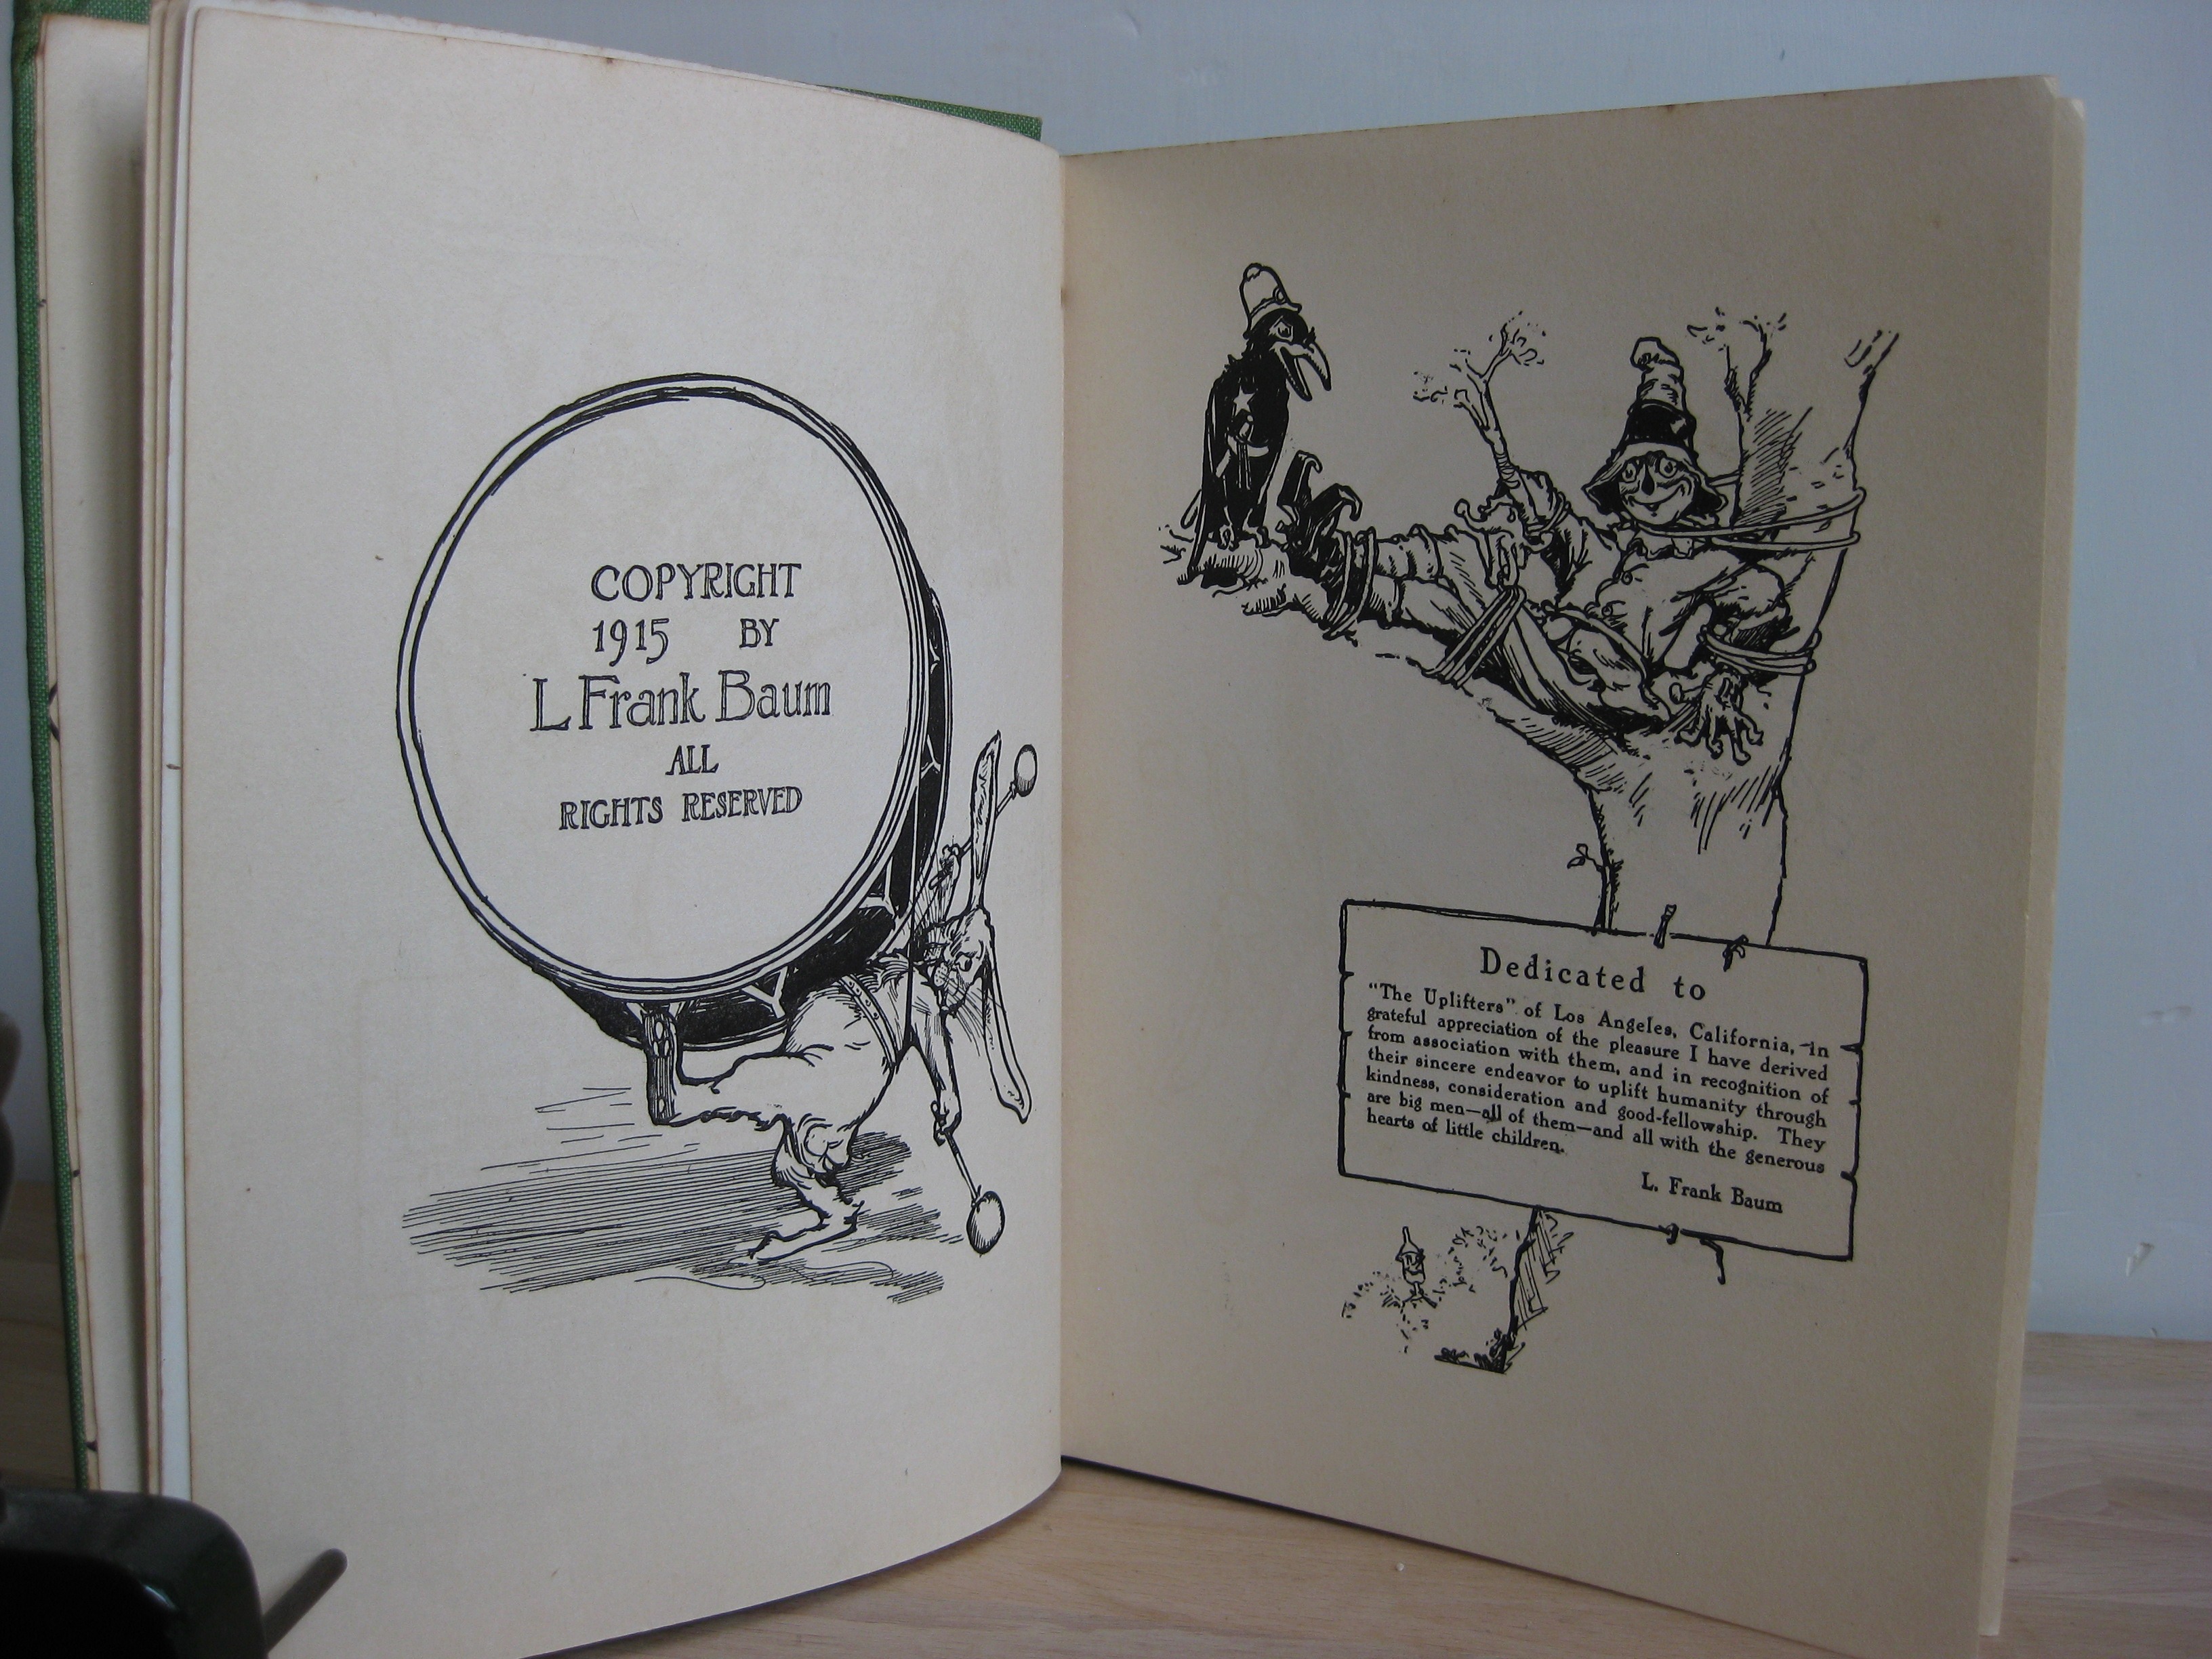 COPYRIGHT
1915 BY
L Frank Baum
ALL
RIGHTS RESERVED
Dedicated to
"The Uplifters" of Los Angeles, California, in
grateful appreciation of the pleasure I have derived
from association with them, and in recognition of
their sincere endeavor to uplift humanity through
kindness, consideration and good-fellowship. They
are big men—all of them—and all with the generous
hearts of little children.
L. Frank Baum